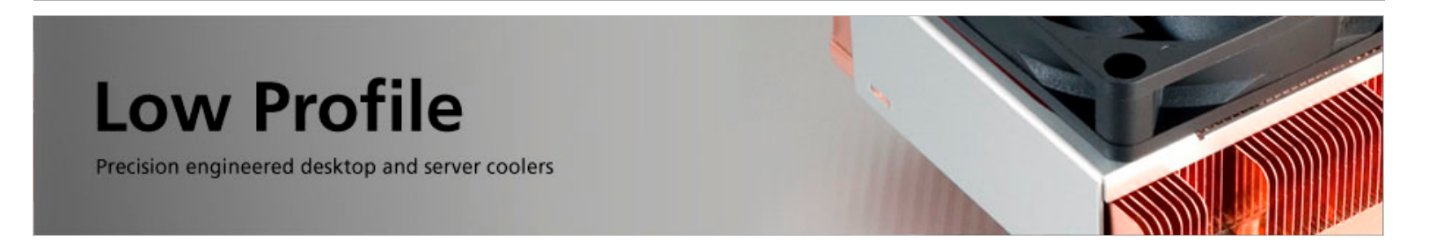 Low Profile
Precision engineered desktop and server coolers